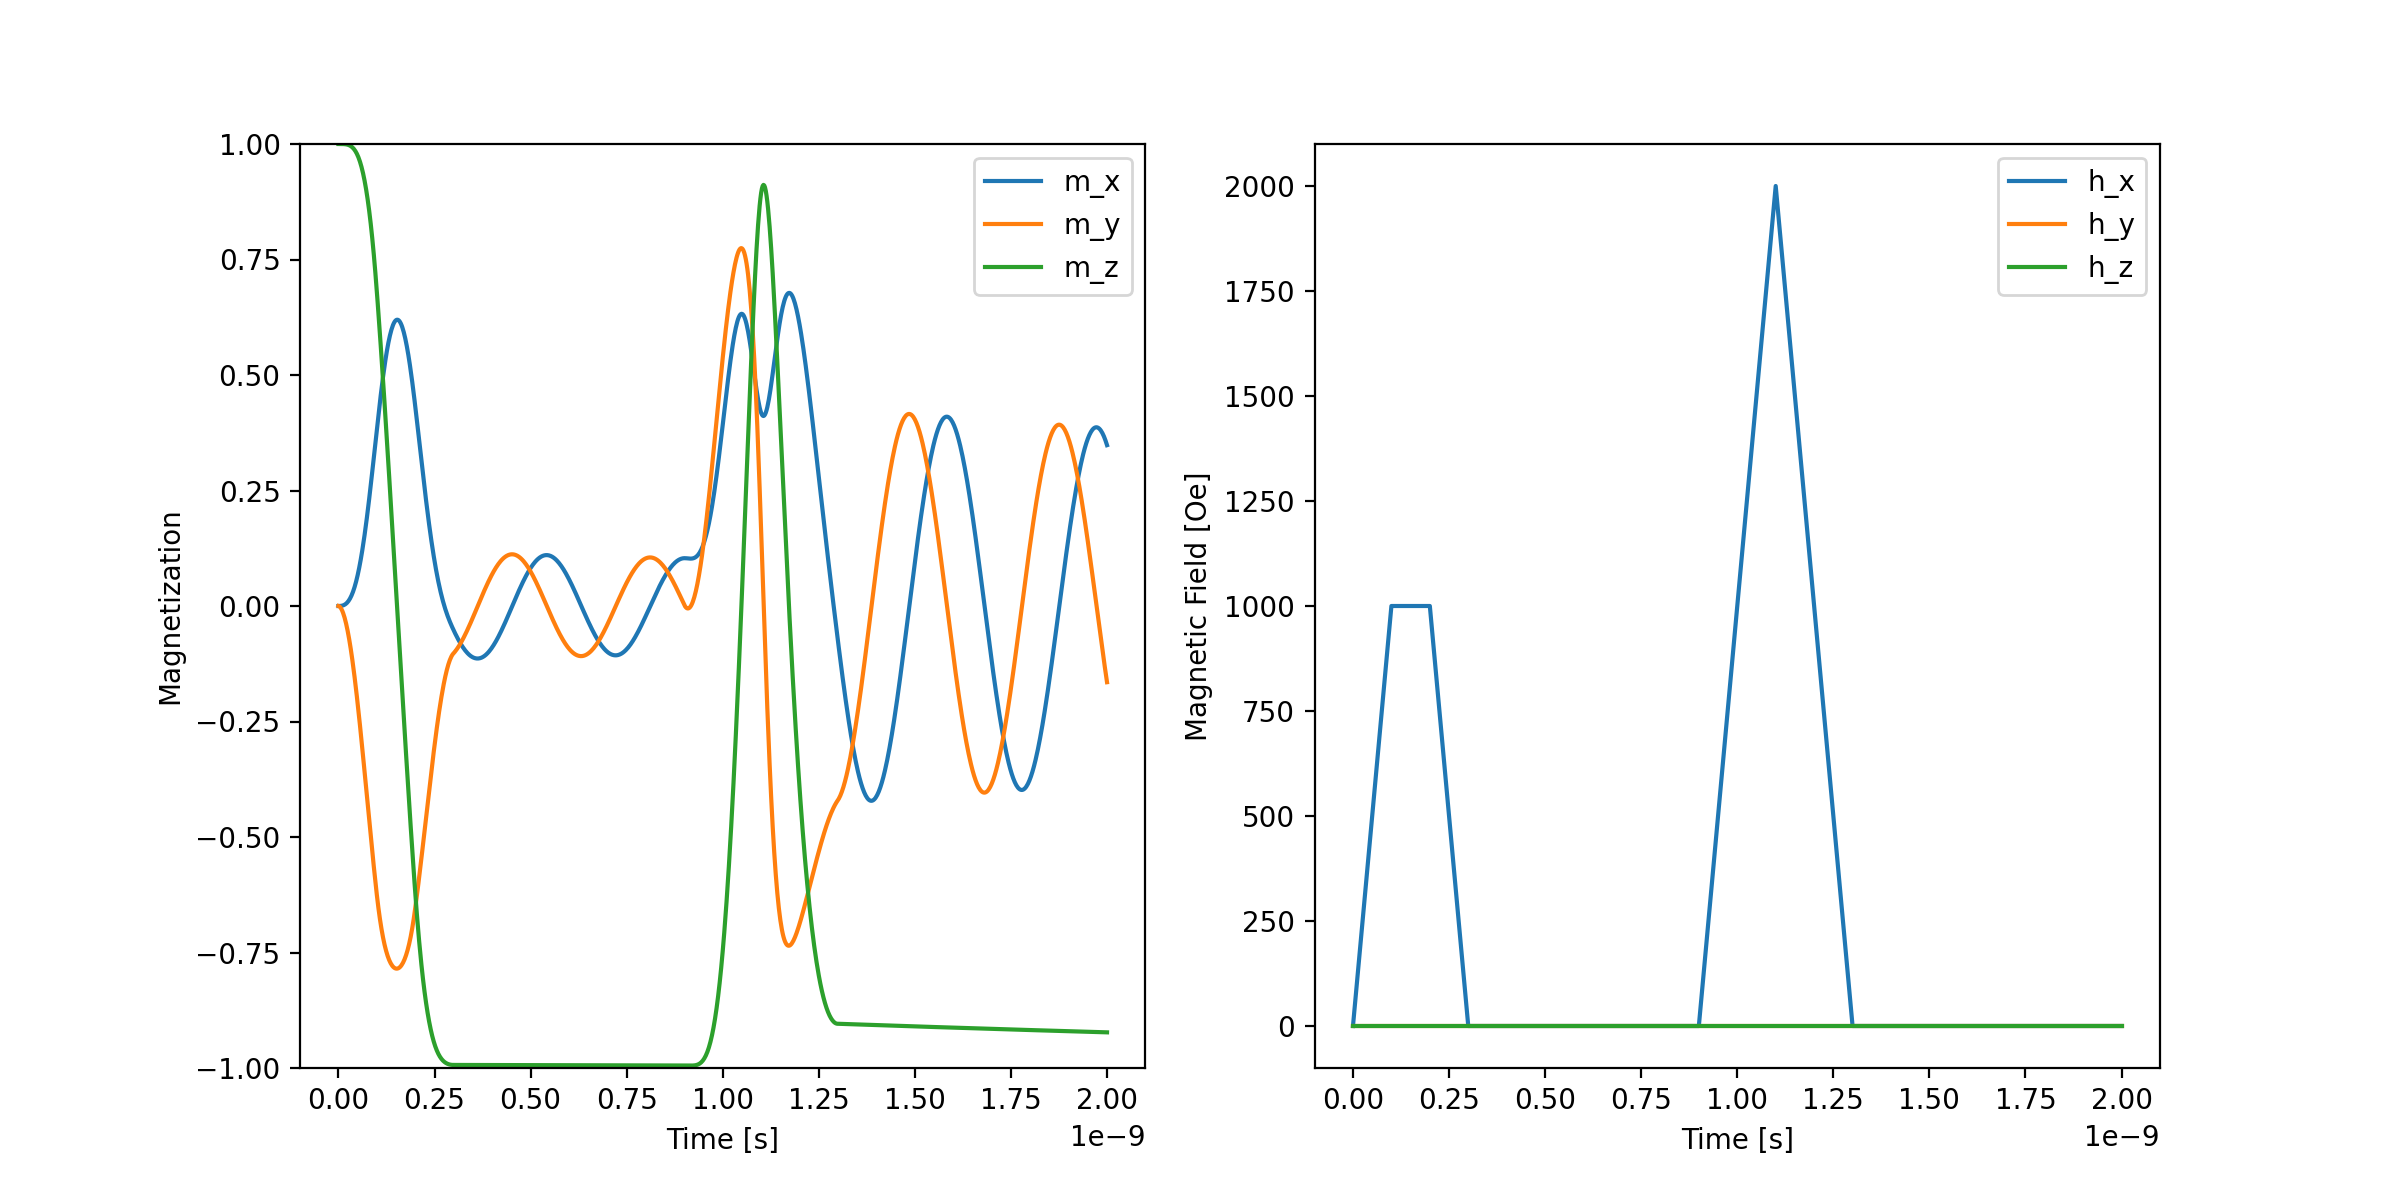 1.00
0.75
0.50
0.25
0.00
−0.25
−0.50
−0.75
−1.00
Magnetization
m_x
m_y
m_z
0.00 0.25 0.50 0.75 1.00 1.25 1.50 1.75 2.00
Time [s]
1e−9
2000
1750
1500
1250
1000
750
500
250
0
Magnetic Field [Oe]
h_x
h_y
h_z
0.00 0.25 0.50 0.75 1.00 1.25 1.50 1.75 2.00
Time [s]
1e−9